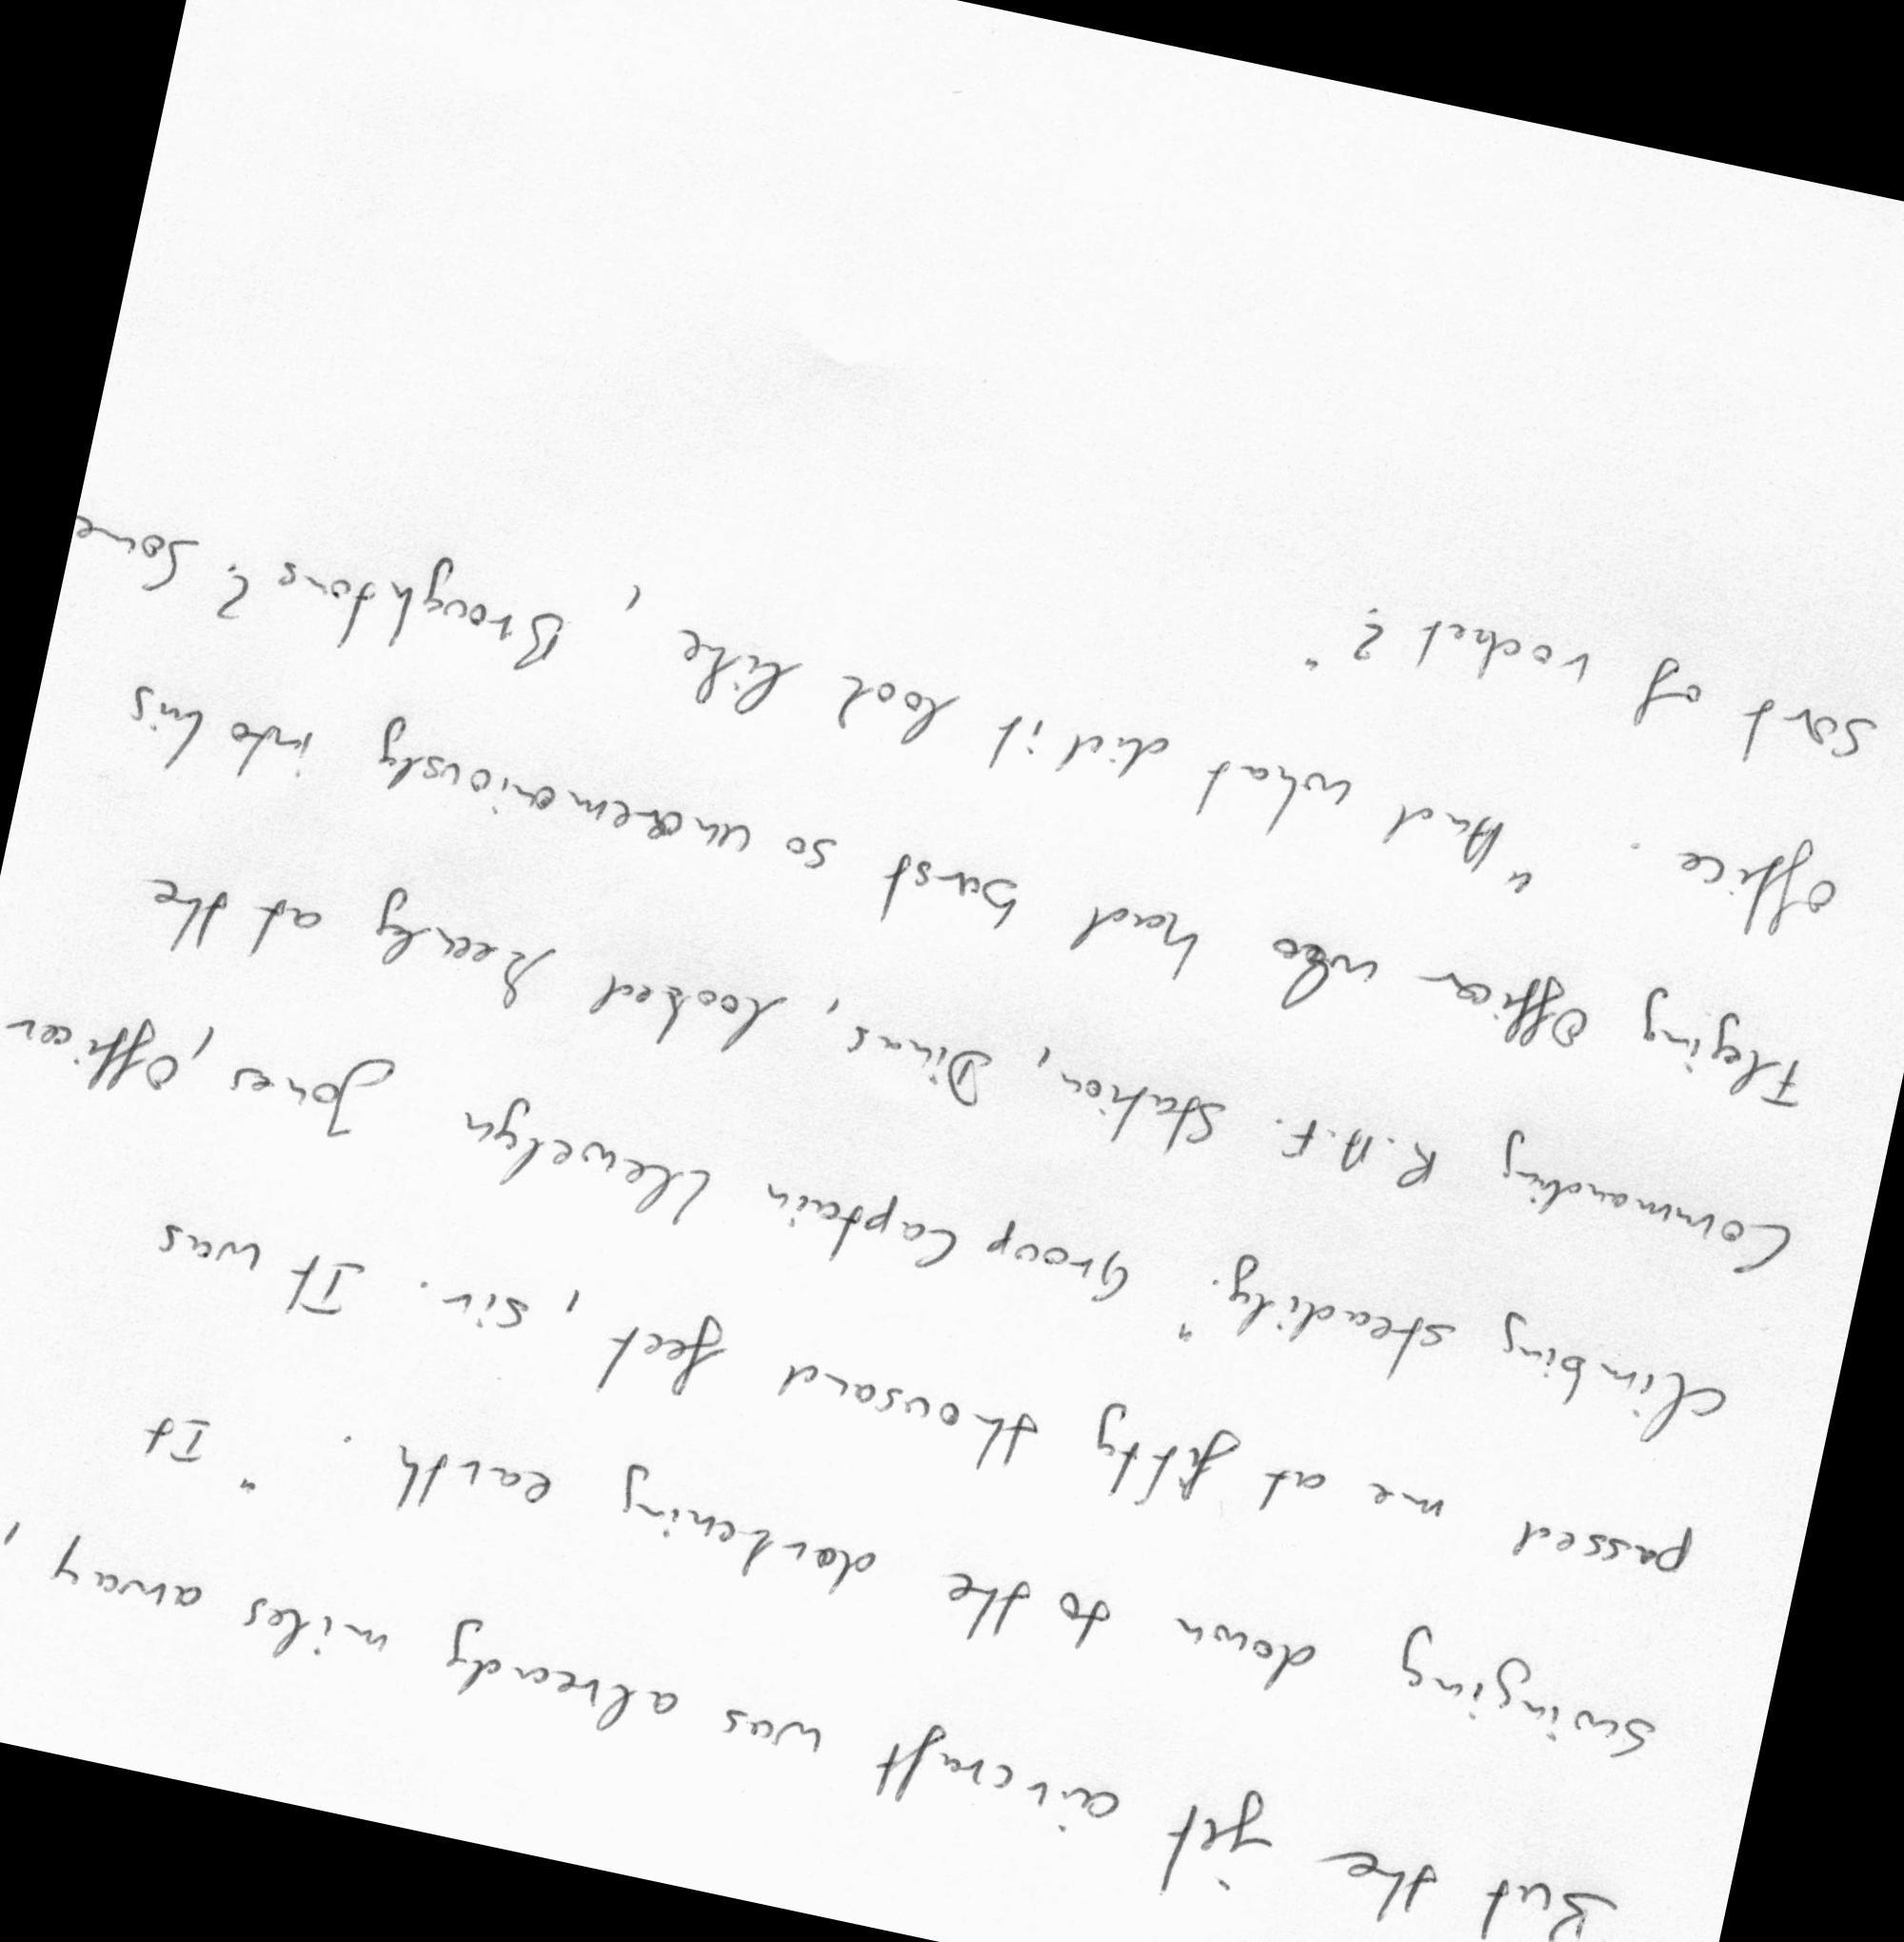 But the jet aircraft was already miles away,
swinging down to the darkening earth. "It
passed me at fifty thousand feet, sir. It was
climbing steadily." Group Captain Llewelyn Jones, Officer
Commanding R.A.F. Station, Dinas, looked keenly at the
Flying Officer who had burst so unceremoniously into his
office. "And what did it look like, Broughtons? Some
sort of rocket?"